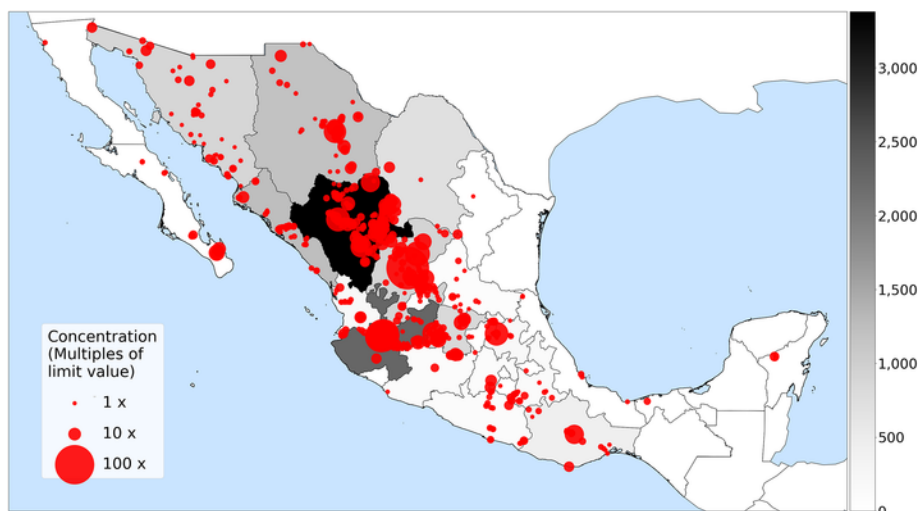 Concentration
(Multiples of
limit value)
1 x
10 x
100 x
3,000
2,500
2,000
1,500
1,000
500
0